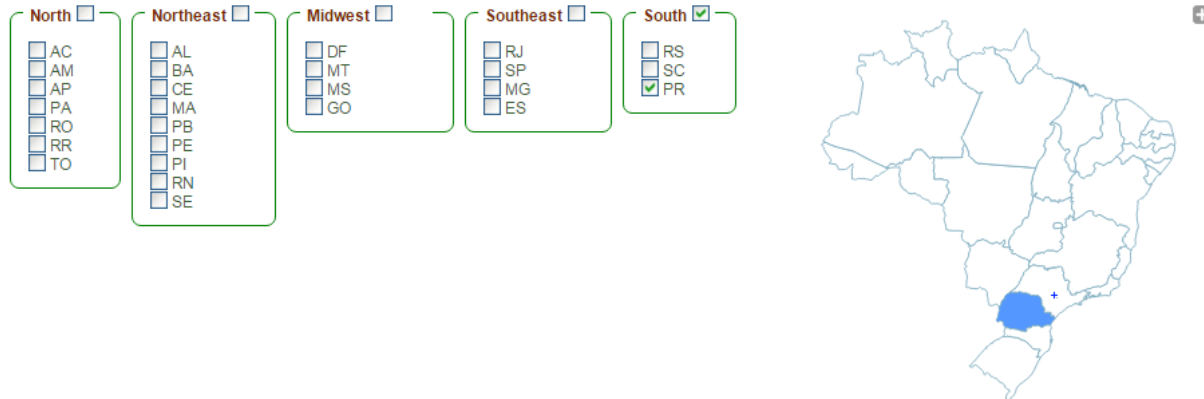 North
AC
AM
AP
PA
RO
RR
TO
Northeast
AL
BA
CE
MA
PB
PE
PI
RN
SE
Midwest
DF
MT
MS
GO
Southeast
RJ
SP
MG
ES
South
RS
SC
PR